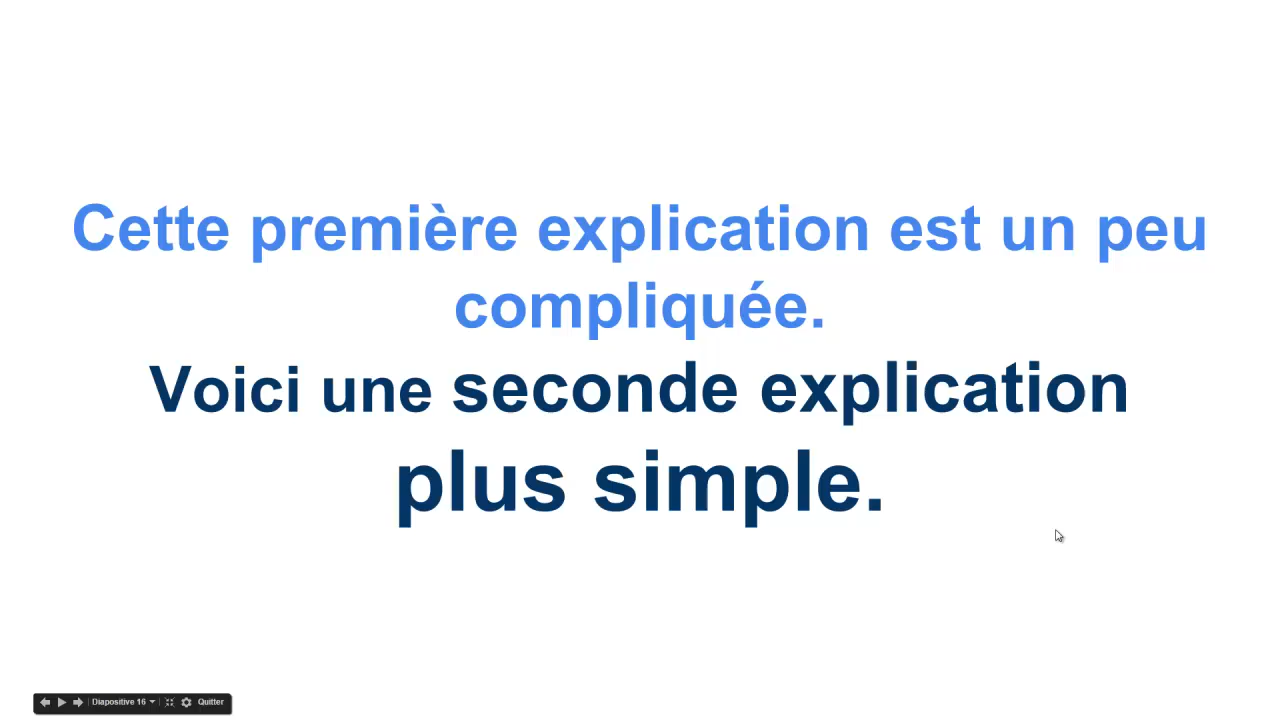 Cette première explication est un peu
compliquée.
Voici une seconde explication
plus simple.
Diapositive 16 Quitter